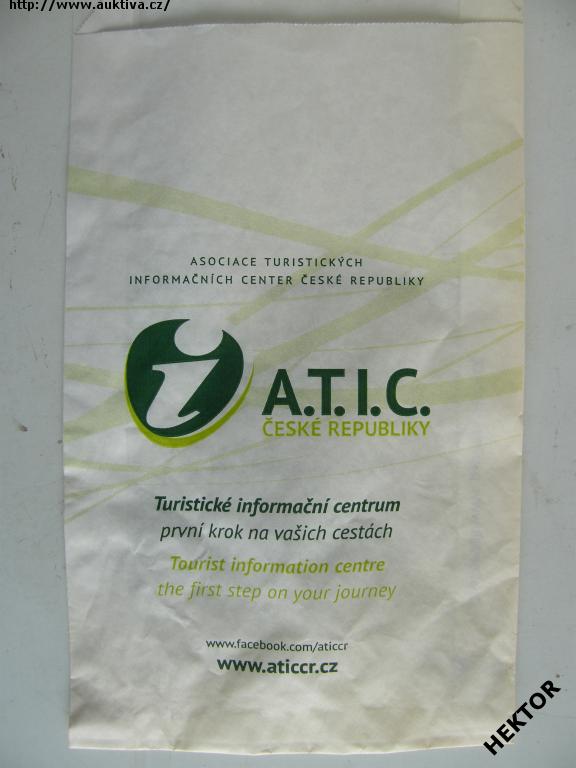 http://www.auktiva.cz/
ASOCIACE TURISTICKÝCH
INFORMAČNÍCH CENTER ČESKÉ REPUBLIKY
i A.T.I.C.
ČESKÉ REPUBLIKY
Turistické informační centrum
první krok na vašich cestách
Tourist information centre
the first step on your journey
www.facebook.com/aticcr
www.aticcr.cz
HEKTOR